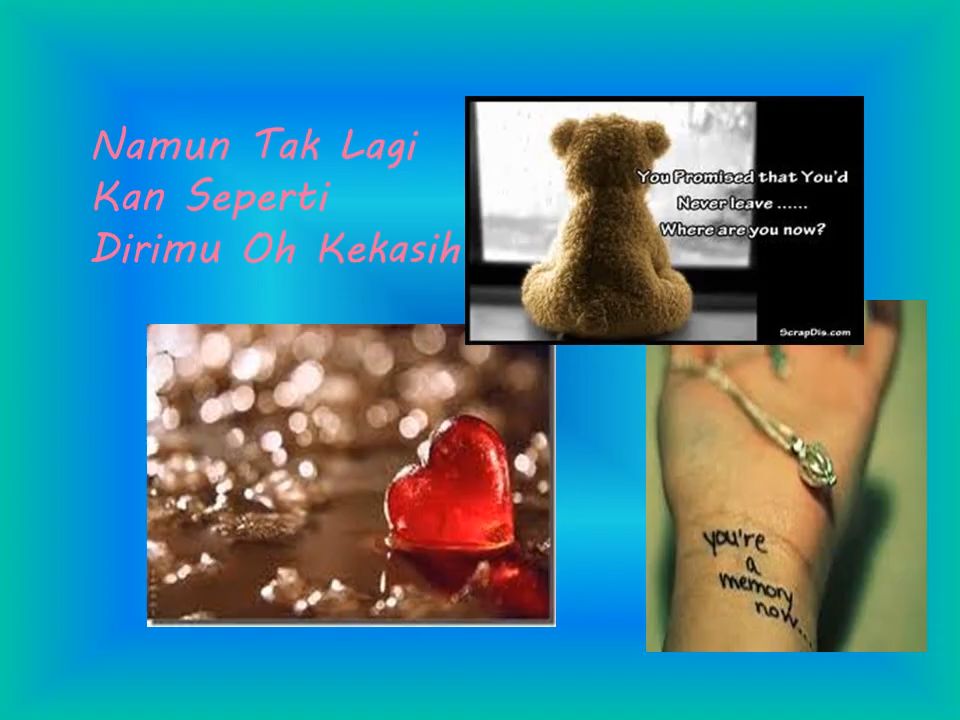 Namun Tak Lagi
Kan Seperti
Dirimu Oh Kekasih
You Promised that You'd
Never leave ......
Where are you now?
ScrapDis.com
you're
a
memory
now...